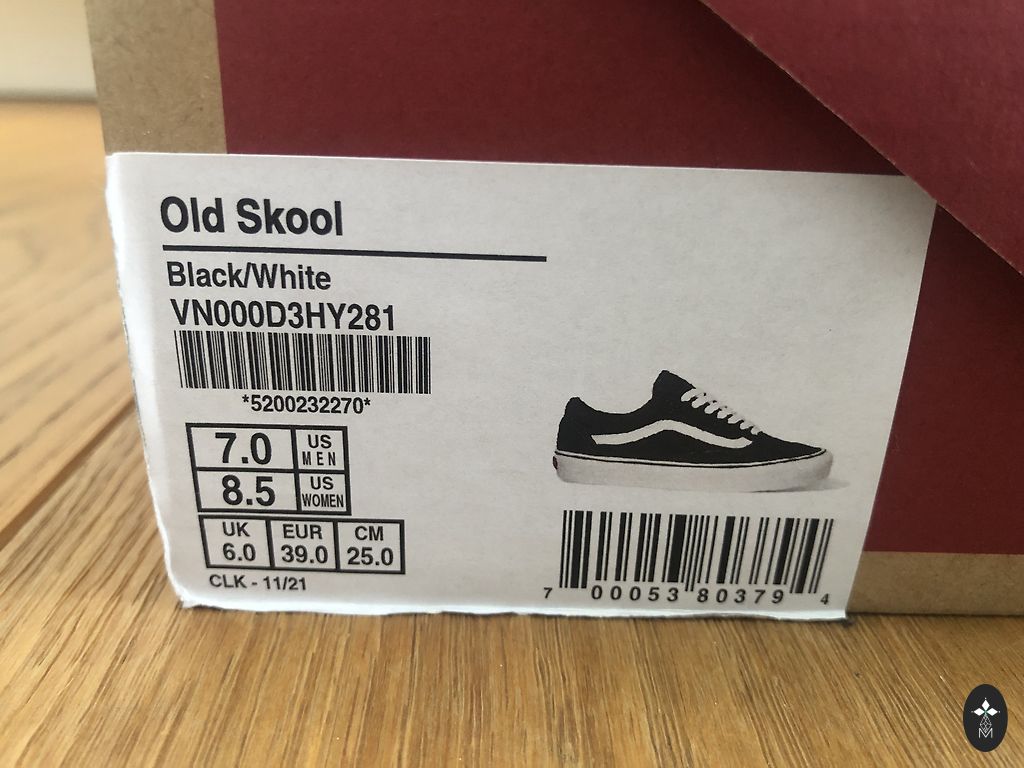 Old Skool
Black/White
VN000D3HY281
*5200232270*
7.0 US MEN
8.5 US WOMEN
UK EUR CM
6.0 39.0 25.0
CLK - 11/21
7 00053 80379 4
M